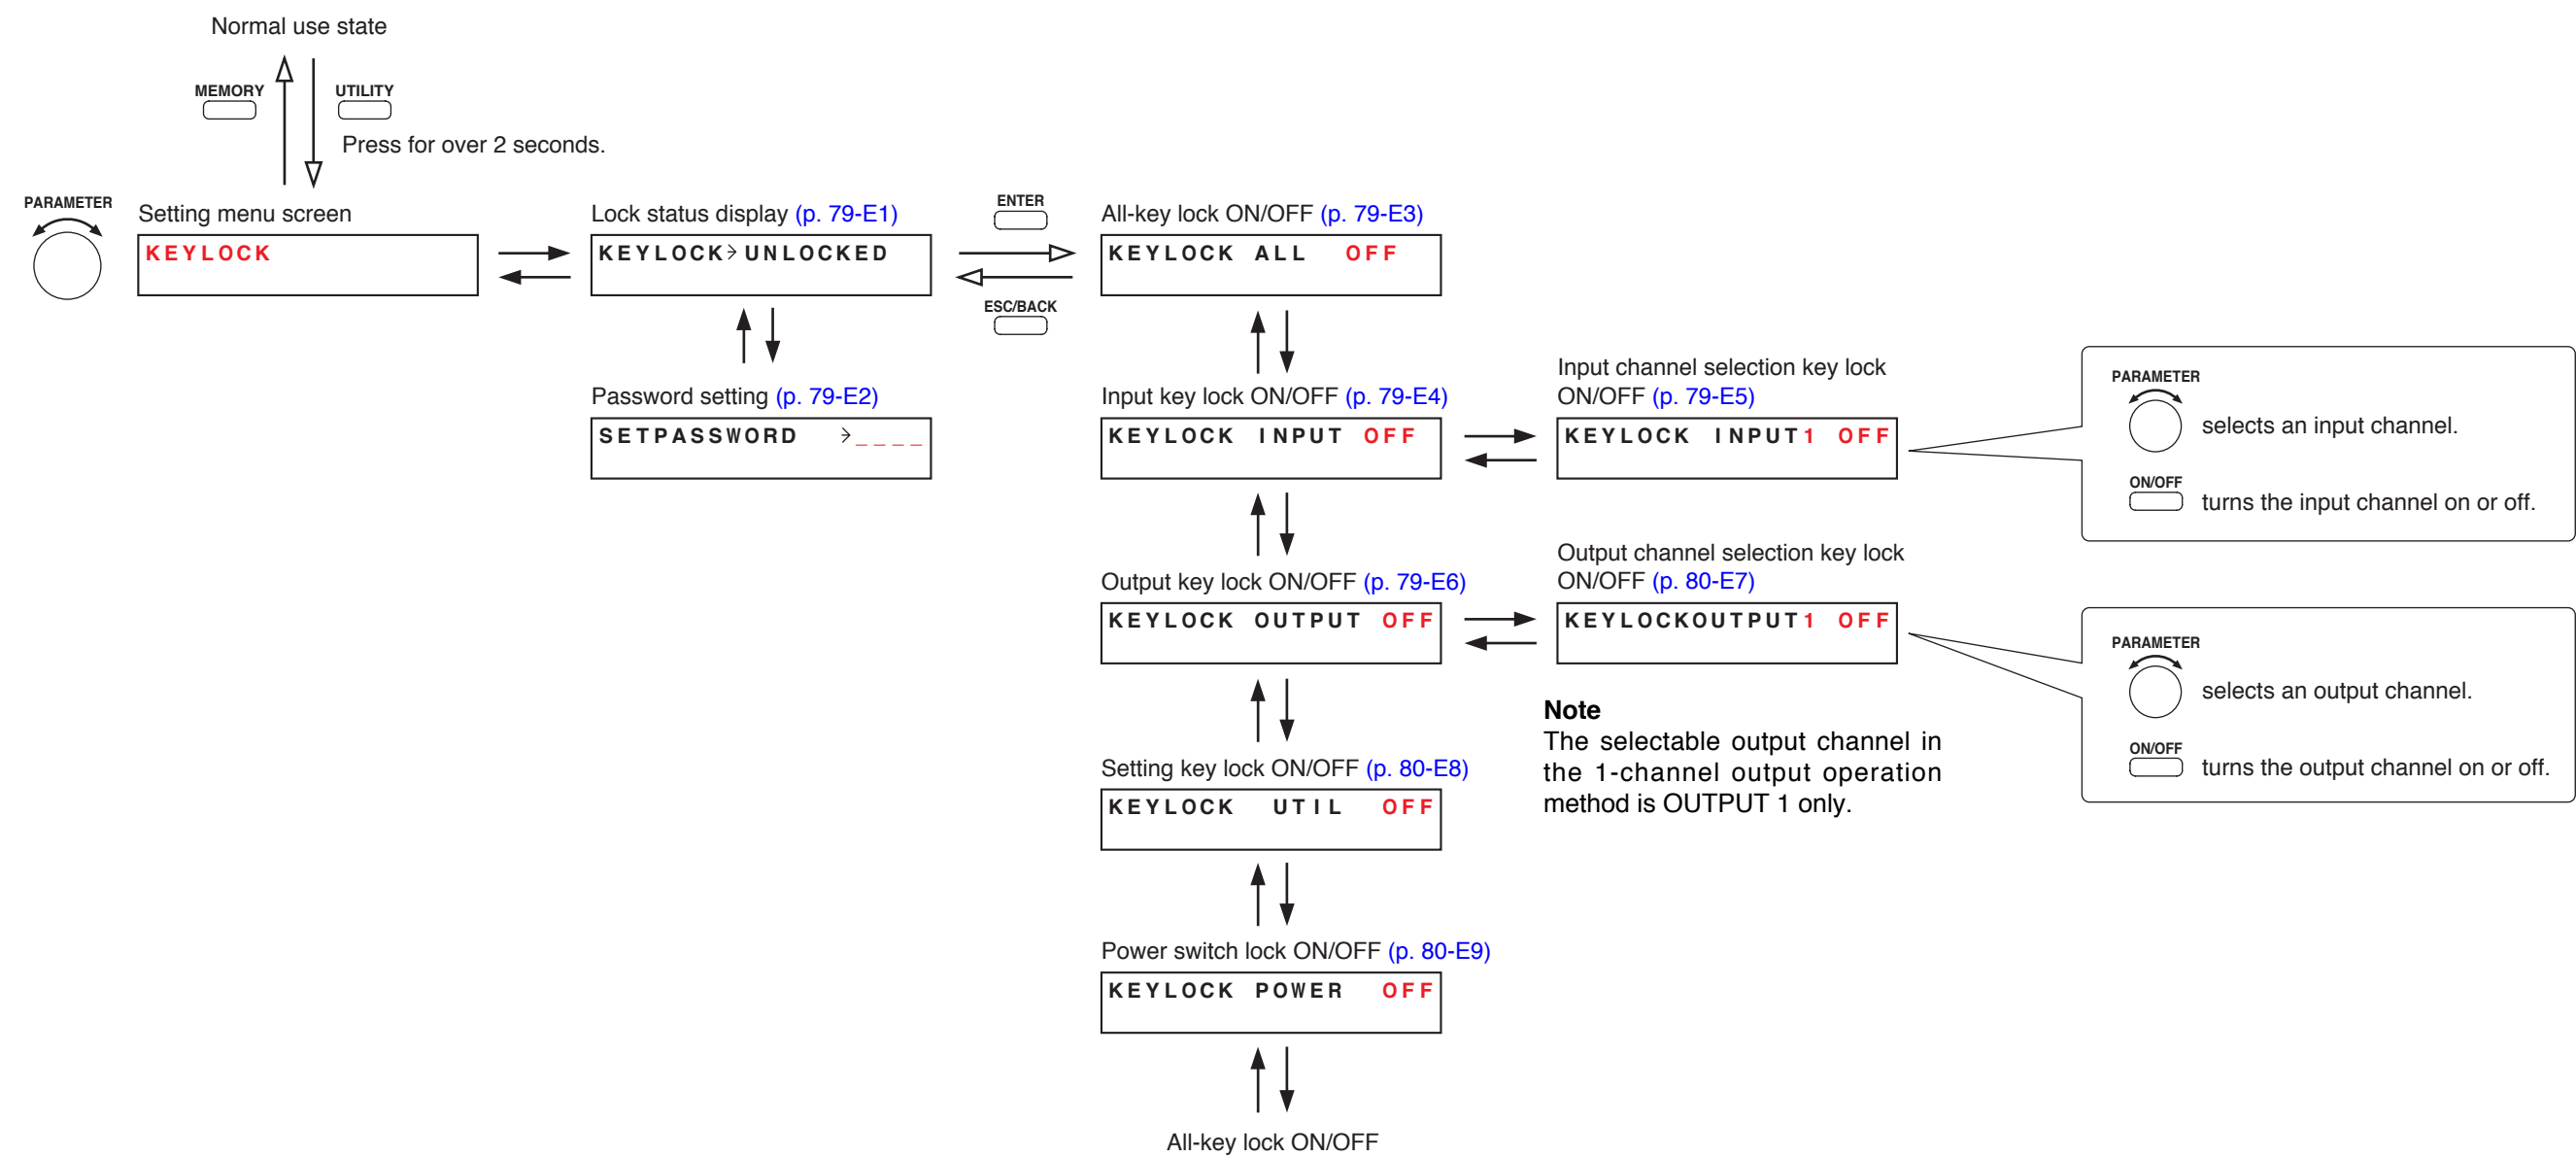 Normal use state
MEMORY
UTILITY
Press for over 2 seconds.
PARAMETER
Setting menu screen
KEYLOCK
Lock status display (p. 79-E1)
KEYLOCK>UNLOCKED
ENTER
ESC/BACK
Password setting (p. 79-E2)
SETPASSWORD >____
All-key lock ON/OFF (p. 79-E3)
KEYLOCK ALL OFF
Input key lock ON/OFF (p. 79-E4)
KEYLOCK INPUT OFF
Input channel selection key lock
ON/OFF (p. 79-E5)
KEYLOCK INPUT1 OFF
PARAMETER
selects an input channel.
ON/OFF
turns the input channel on or off.
Output key lock ON/OFF (p. 79-E6)
KEYLOCK OUTPUT OFF
Output channel selection key lock
ON/OFF (p. 80-E7)
KEYLOCKOUTPUT1 OFF
PARAMETER
selects an output channel.
ON/OFF
turns the output channel on or off.
Note
The selectable output channel in
the 1-channel output operation
method is OUTPUT 1 only.
Setting key lock ON/OFF (p. 80-E8)
KEYLOCK UTIL OFF
Power switch lock ON/OFF (p. 80-E9)
KEYLOCK POWER OFF
All-key lock ON/OFF